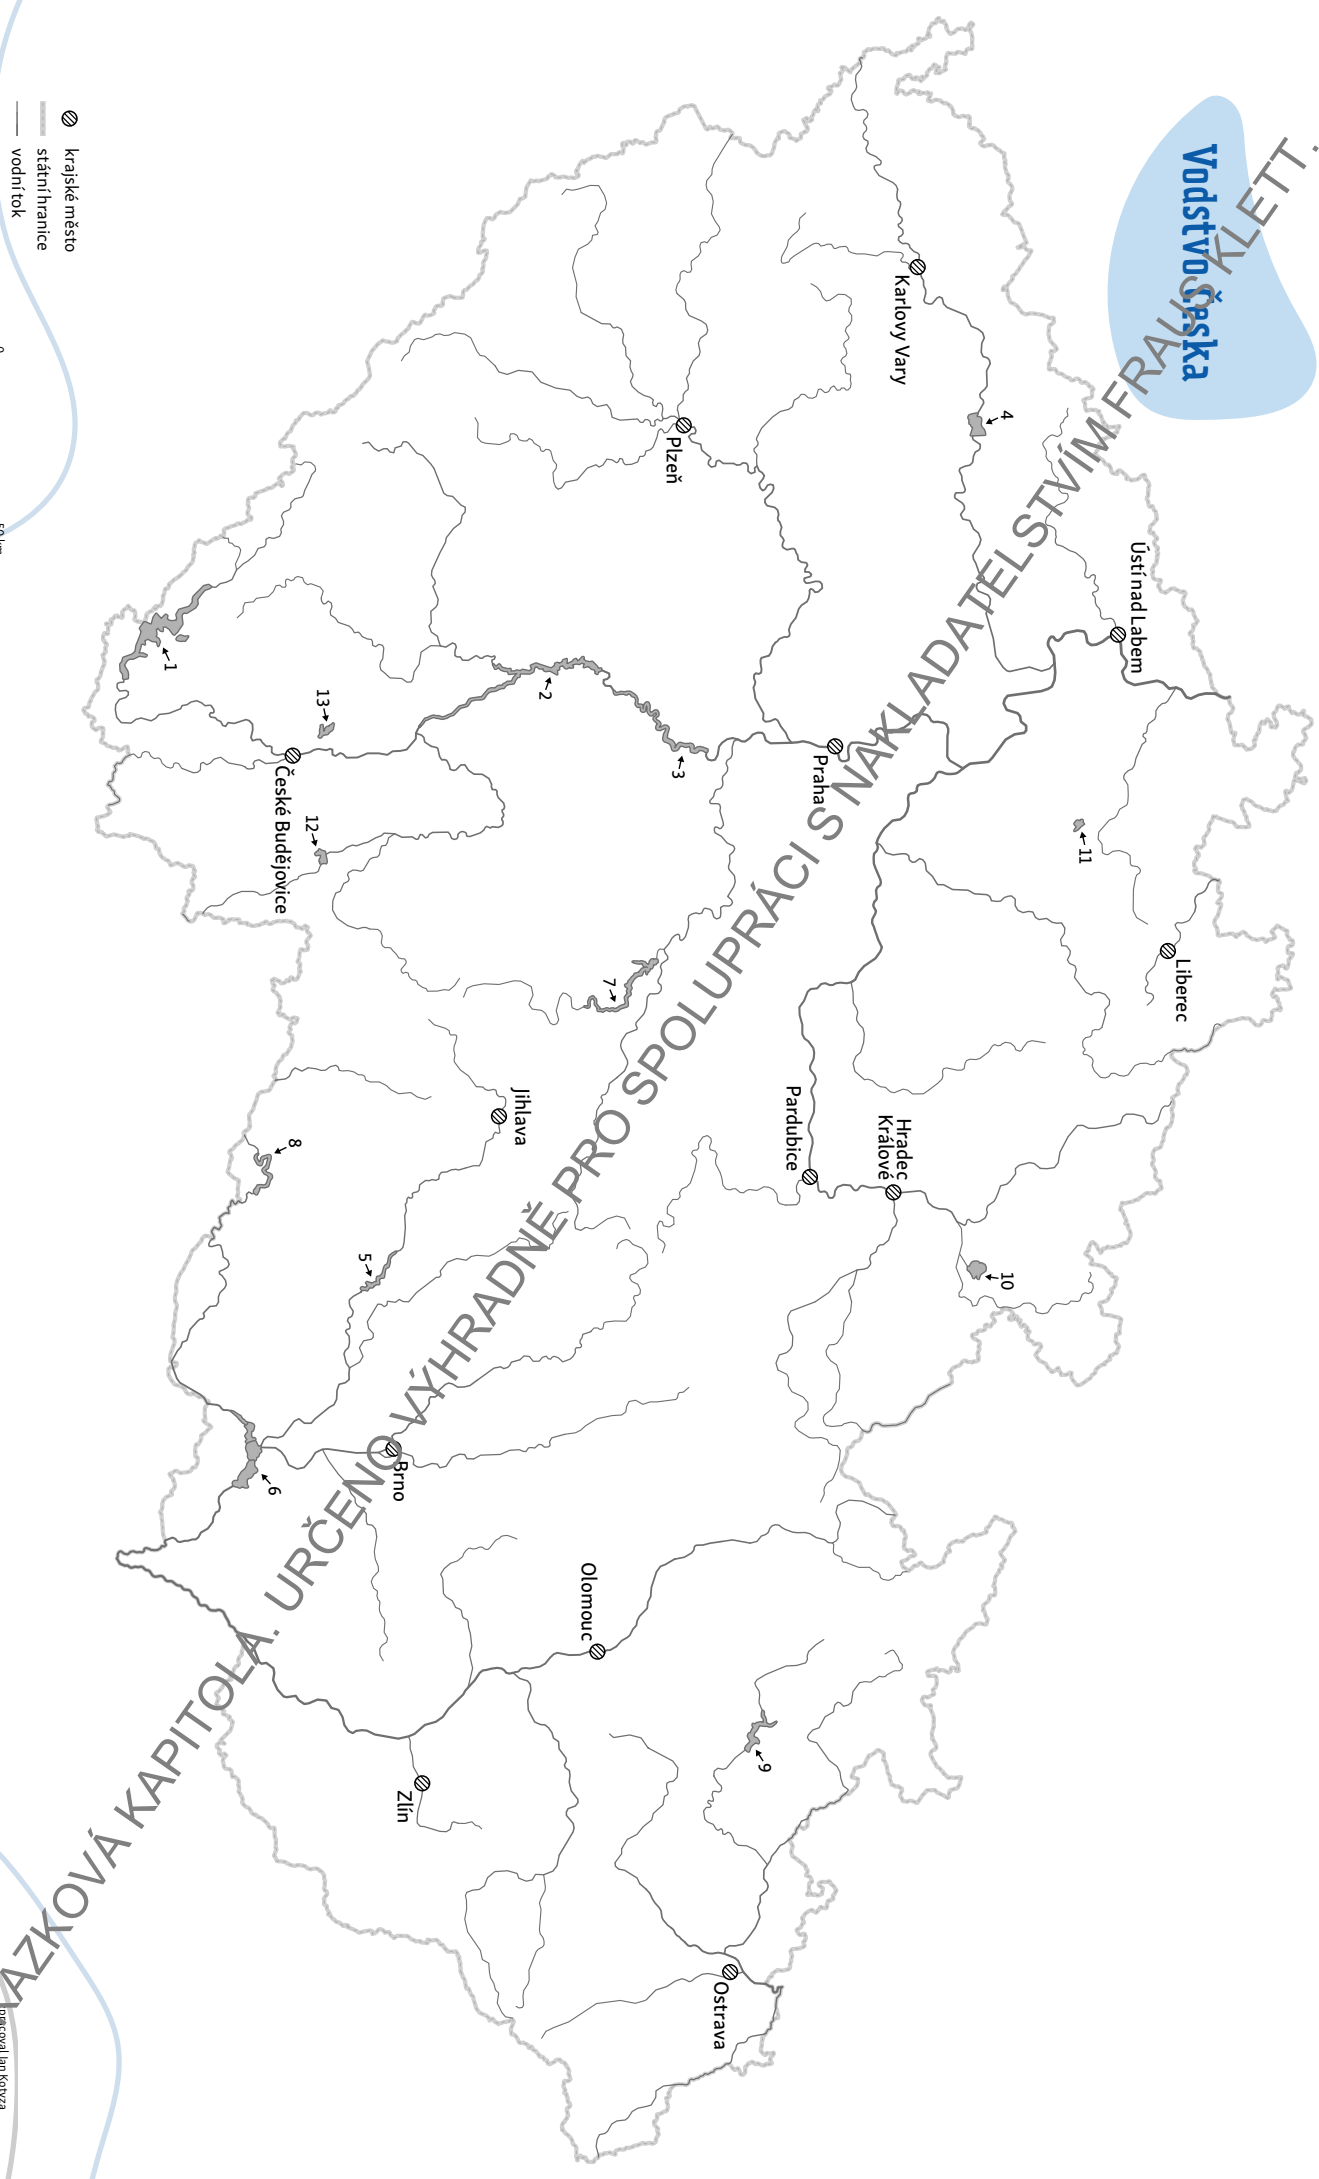 Vodstvo Česka
Ústí nad Labem
Liberec
Karlovy Vary
Hradec
Králové
Praha
Pardubice
Plzeň
Ostrava
Olomouc
Jihlava
Brno
Zlín
České Budějovice
4
11
10
9
3
7
2
5
8
13
12
6
1
krajské město
státní hranice
vodní tok
AZKOVÁ KAPITOLA. URČENO VÝHRADNĚ PRO SPOLUPRÁCI S NAKLADATELSTVÍM FRAUS KLETT.